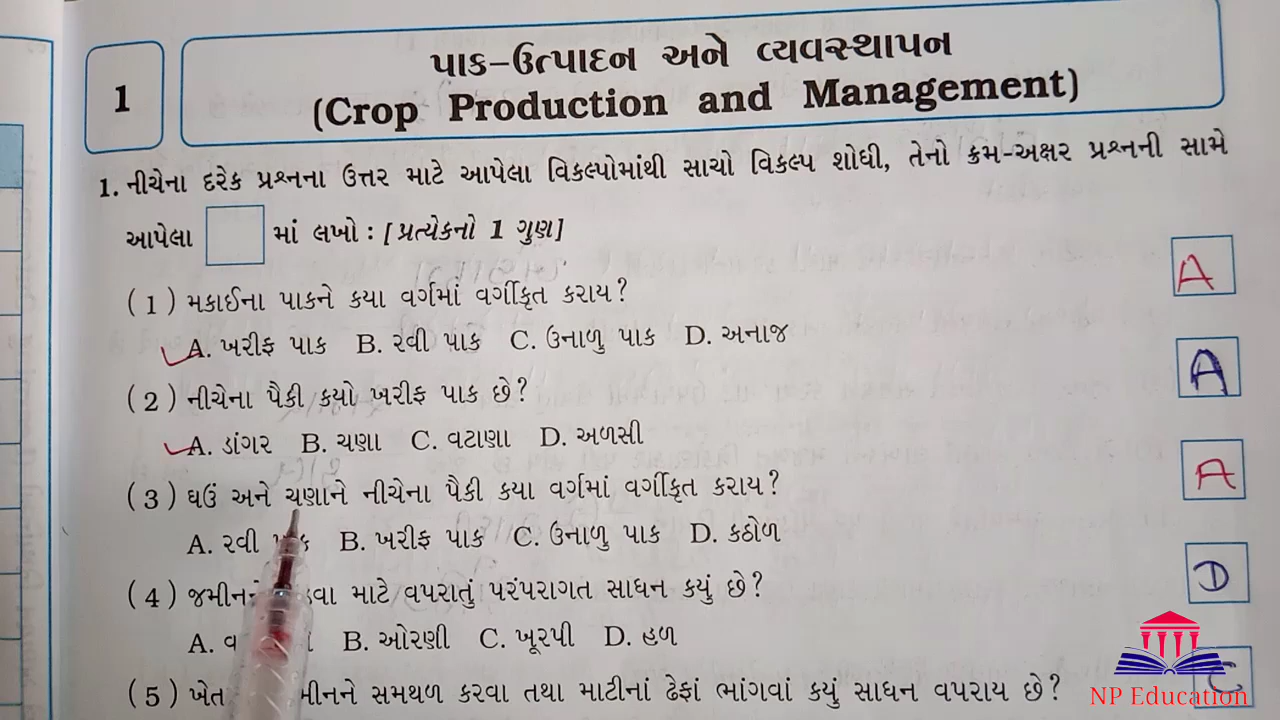 1
પાક-ઉત્પાદન અને વ્યવસ્થાપન
(Crop Production and Management)
1. નીચેના દરેક પ્રશ્નના ઉત્તર માટે આપેલા વિકલ્પોમાંથી સાચો વિકલ્પ શોધી, તેનો ક્રમ-અક્ષર પ્રશ્નની સામે
આપેલા માં લખો : [પ્રત્યેકનો 1 ગુણ]
(1) મકાઈના પાકને કયા વર્ગમાં વર્ગીકૃત કરાય? A
A. ખરીફ પાક B. રવી પાક C. ઉનાળુ પાક D. અનાજ
(2) નીચેના પૈકી કયો ખરીફ પાક છે? A
A. ડાંગર B. ચણા C. વટાણા D. અળસી
(3) ઘઉં અને ચણાને નીચેના પૈકી કયા વર્ગમાં વર્ગીકૃત કરાય? A
A. રવી B. ખરીફ પાક C. ઉનાળુ પાક D. કઠોળ
(4) માટે વપરાતું પરંપરાગત સાધન કયું છે? D
A. B. ઓરણી C. ખૂરપી D. હળ
(5) સમથળ કરવા તથા માટીનાં ઢેફાં ભાંગવાં કયું સાધન વપરાય છે? C
NP Education